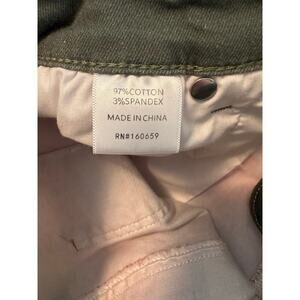 97%COTTON
3%SPANDEX
MADE IN CHINA
RN#160659